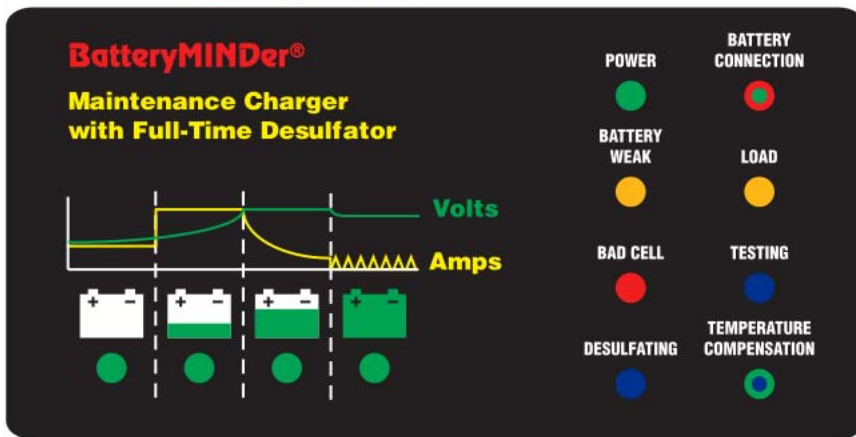 BatteryMINDer®
Maintenance Charger
with Full-Time Desulfator
Volts
Amps
+ − + − + − + −
POWER
BATTERY
CONNECTION
BATTERY
WEAK
LOAD
BAD CELL
TESTING
DESULFATING
TEMPERATURE
COMPENSATION